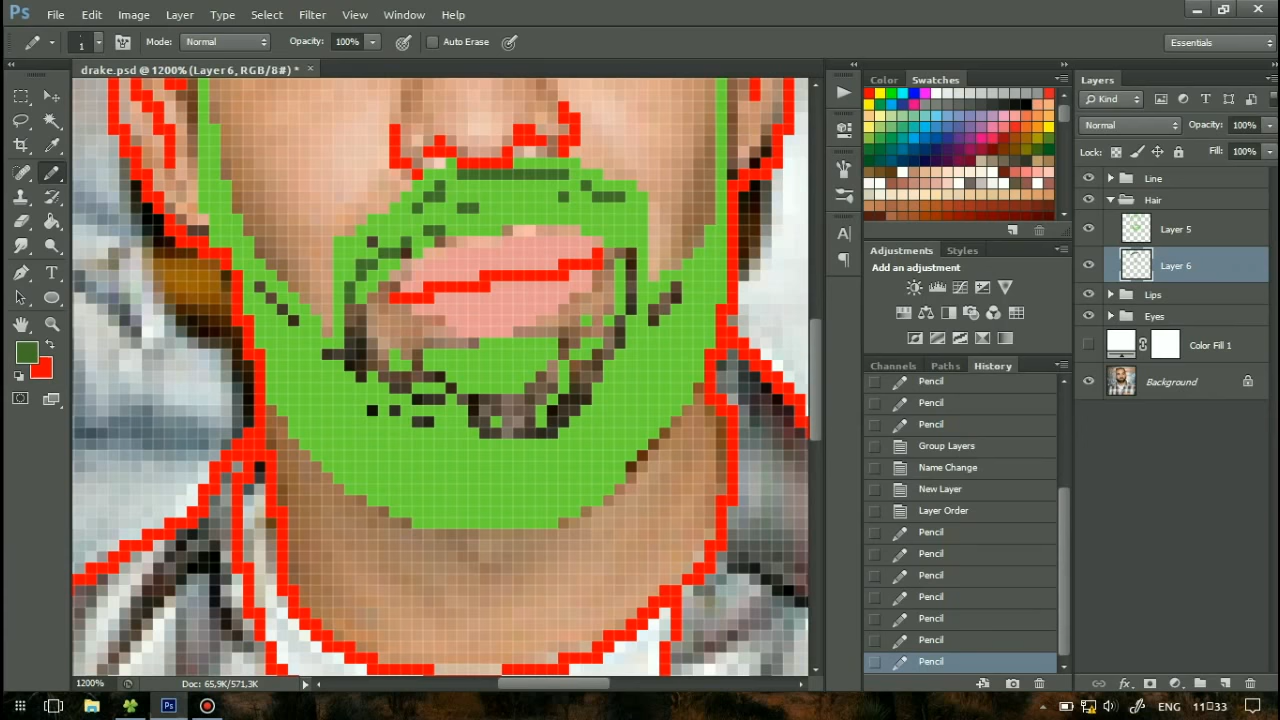 Ps File Edit Image Layer Type Select Filter View Window Help
1 Mode: Normal Opacity: 100% Auto Erase Essentials
drake.psd @ 1200% (Layer 6, RGB/8#) *
Color Swatches
Layers
Kind
Normal Opacity: 100%
Lock: Fill: 100%
Line
Hair
Layer 5
Layer 6
Lips
Eyes
Color Fill 1
Background
Adjustments Styles
Add an adjustment
Channels Paths History
Pencil
Pencil
Pencil
Group Layers
Name Change
New Layer
Layer Order
Pencil
Pencil
Pencil
Pencil
Pencil
Pencil
Pencil
1200% Doc: 65,9K/571,3K
Ps ENG